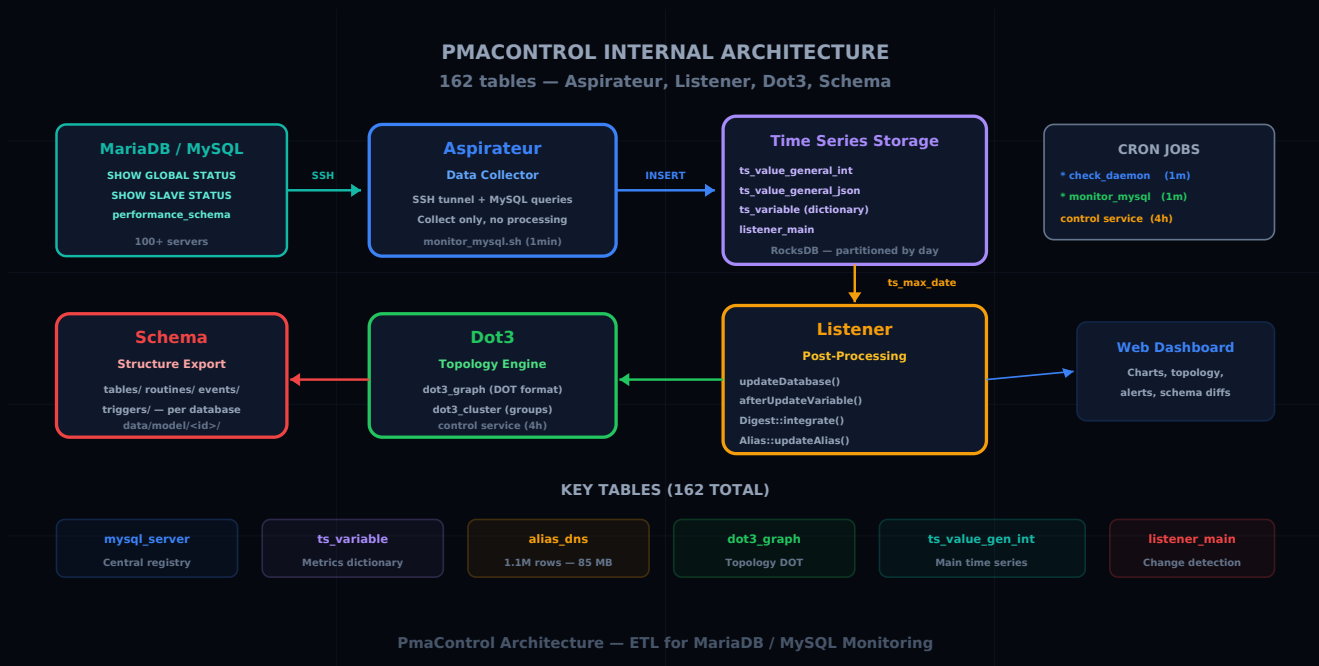 PMACONTROL INTERNAL ARCHITECTURE
162 tables — Aspirateur, Listener, Dot3, Schema
MariaDB / MySQL
SHOW GLOBAL STATUS
SHOW SLAVE STATUS
performance_schema
100+ servers
SSH
Aspirateur
Data Collector
SSH tunnel + MySQL queries
Collect only, no processing
monitor_mysql.sh (1min)
INSERT
Time Series Storage
ts_value_general_int
ts_value_general_json
ts_variable (dictionary)
listener_main
RocksDB — partitioned by day
CRON JOBS
* check_daemon (1m)
* monitor_mysql (1m)
control service (4h)
ts_max_date
Schema
Structure Export
tables/ routines/ events/
triggers/ — per database
data/model/<id>/
Dot3
Topology Engine
dot3_graph (DOT format)
dot3_cluster (groups)
control service (4h)
Listener
Post-Processing
updateDatabase()
afterUpdateVariable()
Digest::integrate()
Alias::updateAlias()
Web Dashboard
Charts, topology,
alerts, schema diffs
KEY TABLES (162 TOTAL)
mysql_server
Central registry
ts_variable
Metrics dictionary
alias_dns
1.1M rows — 85 MB
dot3_graph
Topology DOT
ts_value_gen_int
Main time series
listener_main
Change detection
PmaControl Architecture — ETL for MariaDB / MySQL Monitoring